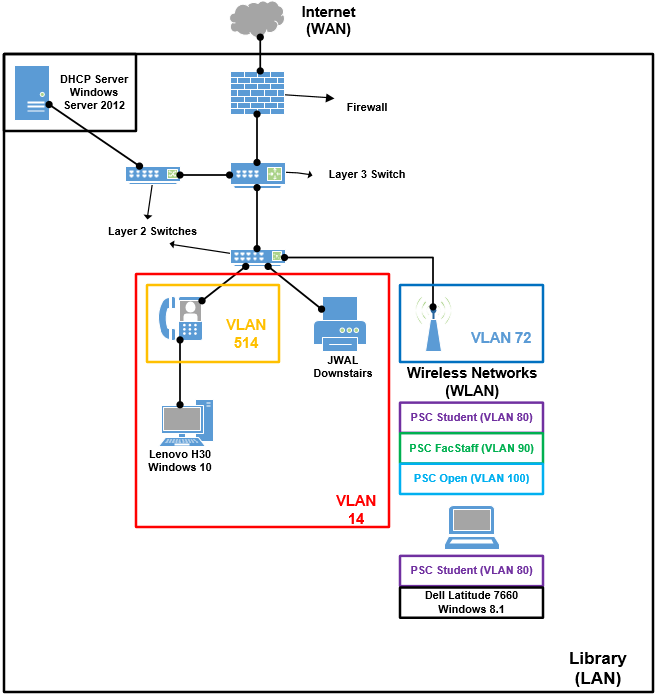 Internet
(WAN)
DHCP Server
Windows
Server 2012
Firewall
Layer 3 Switch
Layer 2 Switches
VLAN
514
JWAL
Downstairs
VLAN 72
Wireless Networks
(WLAN)
PSC Student (VLAN 80)
PSC FacStaff (VLAN 90)
PSC Open (VLAN 100)
Lenovo H30
Windows 10
VLAN
14
PSC Student (VLAN 80)
Dell Latitude 7660
Windows 8.1
Library
(LAN)